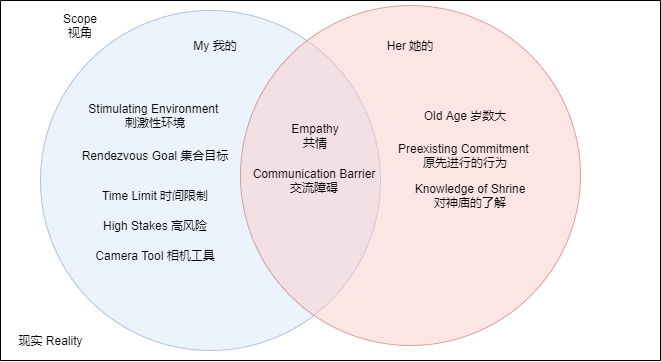 Scope
视角
My 我的
Her 她的
Stimulating Environment
刺激性环境
Rendezvous Goal 集合目标
Time Limit 时间限制
High Stakes 高风险
Camera Tool 相机工具
Empathy
共情
Communication Barrier
交流障碍
Old Age 岁数大
Preexisting Commitment
原先进行的行为
Knowledge of Shrine
对神庙的了解
现实 Reality